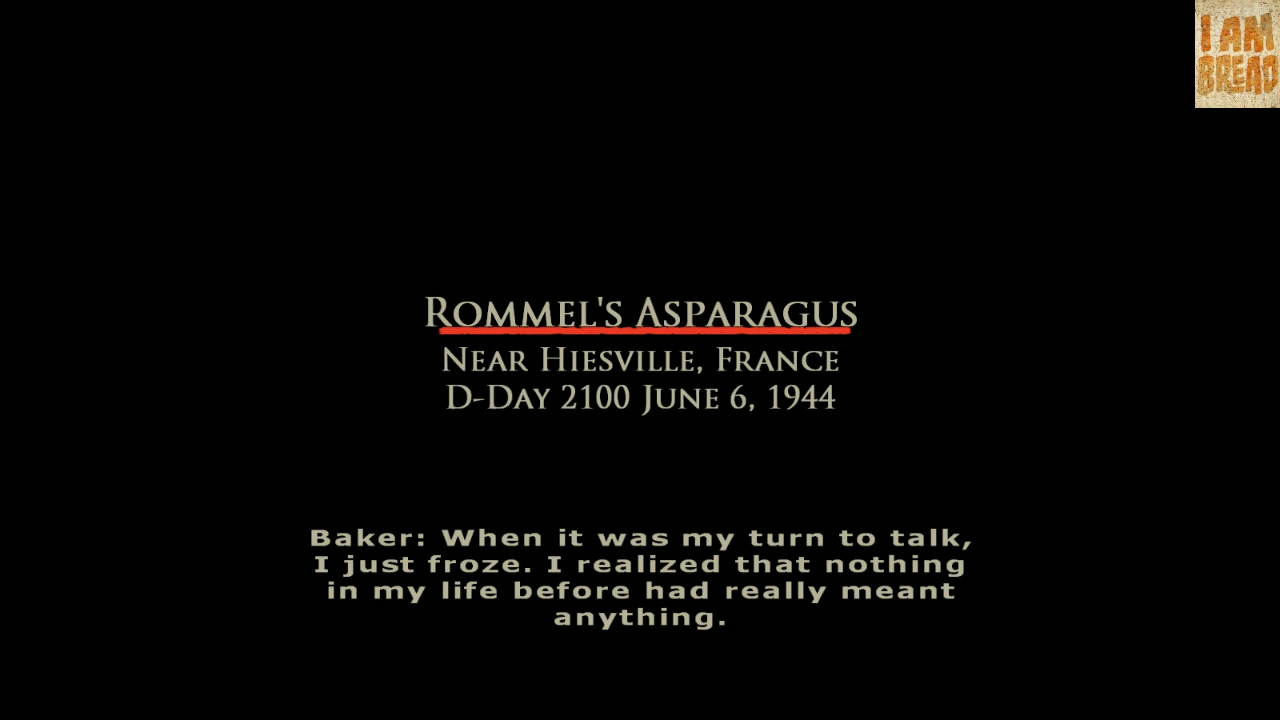 I AM
BREAD
ROMMEL'S ASPARAGUS
NEAR HIESVILLE, FRANCE
D-DAY 2100 JUNE 6, 1944
Baker: When it was my turn to talk,
I just froze. I realized that nothing
in my life before had really meant
anything.